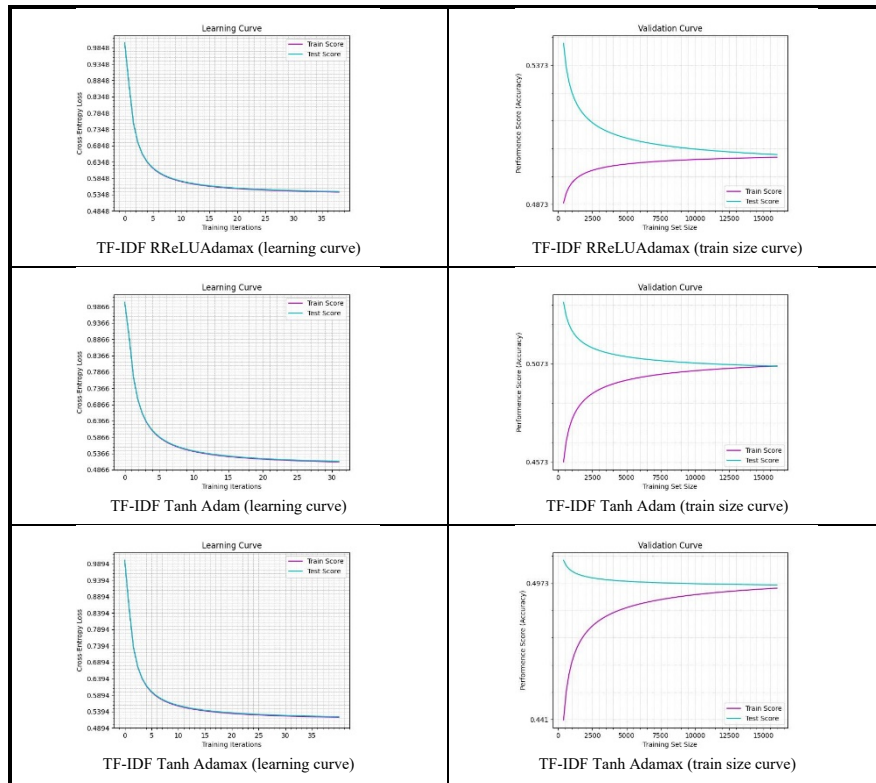 Learning Curve
Cross-Entropy Loss
0.9848
0.9348
0.8848
0.8348
0.7848
0.7348
0.6848
0.6348
0.5848
0.5348
0.4848
Train Score
Test Score
0 5 10 15 20 25 30 35
Training Iterations
TF-IDF RReLUAdamax (learning curve)
Validation Curve
Performence Score (Accuracy)
0.5373
0.4873
Train Score
Test Score
0 2500 5000 7500 10000 12500 15000
Training Set Size
TF-IDF RReLUAdamax (train size curve)
Learning Curve
Cross-Entropy Loss
0.9866
0.9366
0.8866
0.8366
0.7866
0.7366
0.6866
0.6366
0.5866
0.5366
0.4866
Train Score
Test Score
0 5 10 15 20 25 30
Training Iterations
TF-IDF Tanh Adam (learning curve)
Validation Curve
Performence Score (Accuracy)
0.5073
0.4573
Train Score
Test Score
0 2500 5000 7500 10000 12500 15000
Training Set Size
TF-IDF Tanh Adam (train size curve)
Learning Curve
Cross-Entropy Loss
0.9894
0.9394
0.8894
0.8394
0.7894
0.7394
0.6894
0.6394
0.5894
0.5394
0.4894
Train Score
Test Score
0 5 10 15 20 25 30 35
Training Iterations
TF-IDF Tanh Adamax (learning curve)
Validation Curve
Performence Score (Accuracy)
0.4973
0.441
Train Score
Test Score
0 2500 5000 7500 10000 12500 15000
Training Set Size
TF-IDF Tanh Adamax (train size curve)